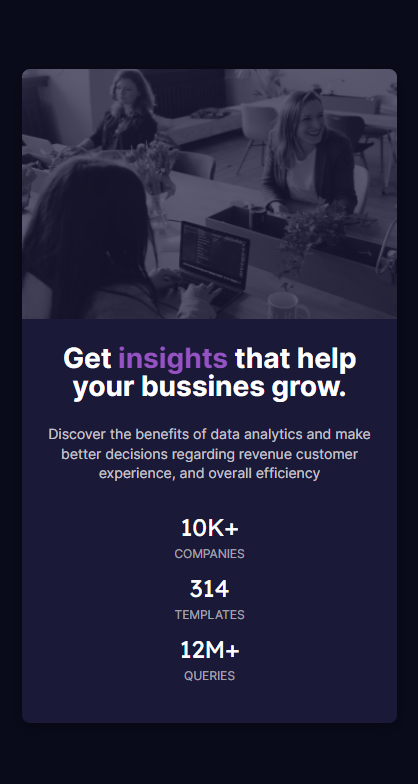 Get insights that help
your bussines grow.
Discover the benefits of data analytics and make
better decisions regarding revenue customer
experience, and overall efficiency
10K+
COMPANIES
314
TEMPLATES
12M+
QUERIES